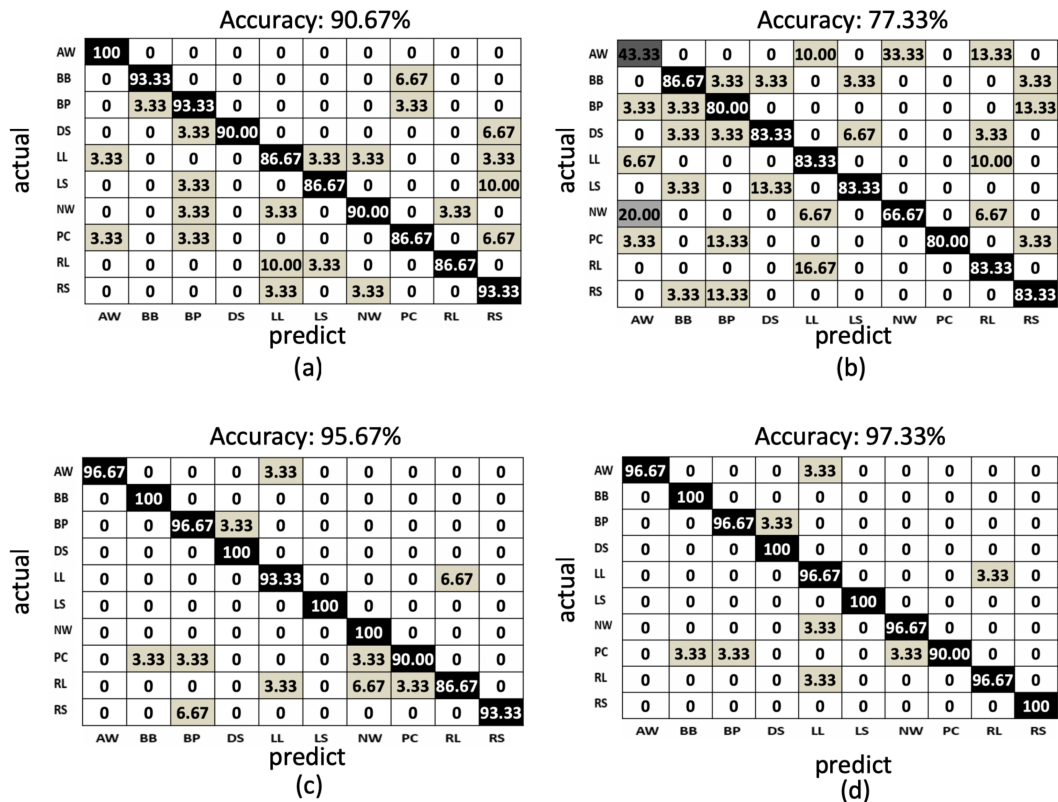 Accuracy: 90.67%
actual
AW 100 0 0 0 0 0 0 0 0 0
BB 0 93.33 0 0 0 0 0 6.67 0 0
BP 0 3.33 93.33 0 0 0 0 3.33 0 0
DS 0 0 3.33 90.00 0 0 0 0 0 6.67
LL 3.33 0 0 0 86.67 3.33 3.33 0 0 3.33
LS 0 0 3.33 0 0 86.67 0 0 0 10.00
NW 0 0 3.33 0 3.33 0 90.00 0 3.33 0
PC 3.33 0 3.33 0 0 0 0 86.67 0 6.67
RL 0 0 0 0 10.00 3.33 0 0 86.67 0
RS 0 0 0 0 3.33 0 3.33 0 0 93.33
AW BB BP DS LL LS NW PC RL RS
predict
(a)
Accuracy: 77.33%
actual
AW 43.33 0 0 0 10.00 0 33.33 0 13.33 0
BB 0 86.67 3.33 3.33 0 3.33 0 0 0 3.33
BP 3.33 3.33 80.00 0 0 0 0 0 0 13.33
DS 0 3.33 3.33 83.33 0 6.67 0 0 3.33 0
LL 6.67 0 0 0 83.33 0 0 0 10.00 0
LS 0 3.33 0 13.33 0 83.33 0 0 0 0
NW 20.00 0 0 0 6.67 0 66.67 0 6.67 0
PC 3.33 0 13.33 0 0 0 0 80.00 0 3.33
RL 0 0 0 0 16.67 0 0 0 83.33 0
RS 0 3.33 13.33 0 0 0 0 0 0 83.33
AW BB BP DS LL LS NW PC RL RS
predict
(b)
Accuracy: 95.67%
actual
AW 96.67 0 0 0 3.33 0 0 0 0 0
BB 0 100 0 0 0 0 0 0 0 0
BP 0 0 96.67 3.33 0 0 0 0 0 0
DS 0 0 0 100 0 0 0 0 0 0
LL 0 0 0 0 93.33 0 0 0 6.67 0
LS 0 0 0 0 0 100 0 0 0 0
NW 0 0 0 0 0 0 100 0 0 0
PC 0 3.33 3.33 0 0 0 3.33 90.00 0 0
RL 0 0 0 0 3.33 0 6.67 3.33 86.67 0
RS 0 0 6.67 0 0 0 0 0 0 93.33
AW BB BP DS LL LS NW PC RL RS
predict
(c)
Accuracy: 97.33%
actual
AW 96.67 0 0 0 3.33 0 0 0 0 0
BB 0 100 0 0 0 0 0 0 0 0
BP 0 0 96.67 3.33 0 0 0 0 0 0
DS 0 0 0 100 0 0 0 0 0 0
LL 0 0 0 0 96.67 0 0 0 3.33 0
LS 0 0 0 0 0 100 0 0 0 0
NW 0 0 0 0 3.33 0 96.67 0 0 0
PC 0 3.33 3.33 0 0 0 3.33 90.00 0 0
RL 0 0 0 0 3.33 0 0 0 96.67 0
RS 0 0 0 0 0 0 0 0 0 100
AW BB BP DS LL LS NW PC RL RS
predict
(d)